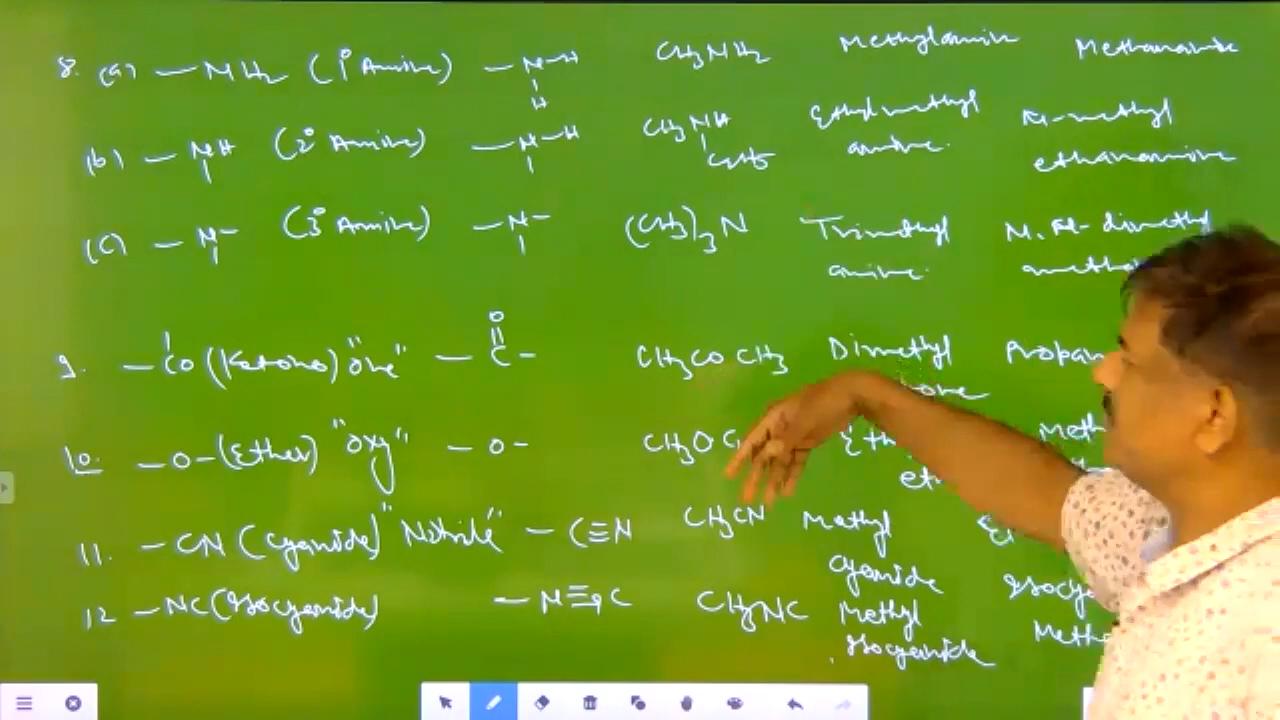 8. (a) —NH2 (1° Amine) —N—H CH3NH2 Methylamine Methanamine
H
(b) —NH (2° Amine) —N—H CH3NH Ethylmethyl N-methyl
C2H5 amine. ethanamine
(c) —N— (3° Amine) —N— (CH3)3N Trimethyl N, N-dimethyl
amine.
O
9. —CO (Ketone) "one" —C— CH3COCH3 Dimethyl
10. —O—(Ether) "oxy" —O— CH3O
11. —CN (Cyanide) "Nitrile" —C≡N CH3CN Methyl
cyanide
12 —NC (Isocyanide) —N≡C CH3NC Methyl
Isocyanide